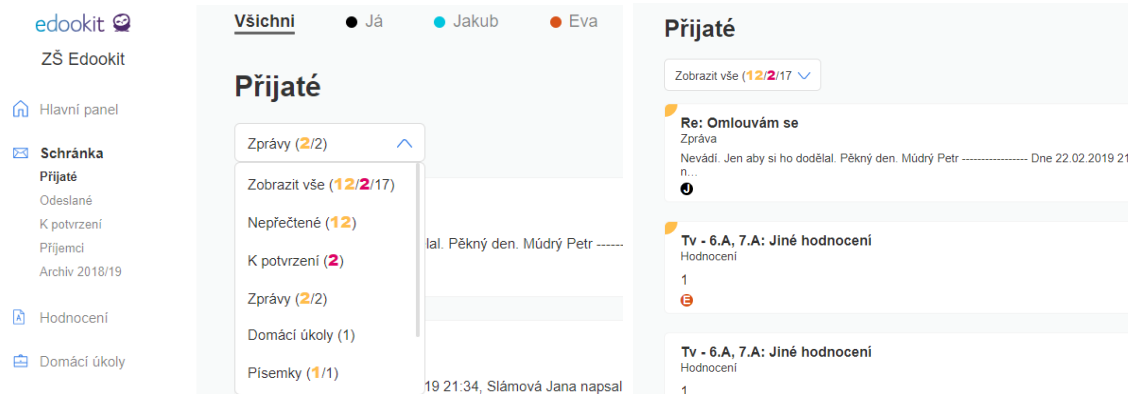 edookit
ZŠ Edookit
Hlavní panel
Schránka
Přijaté
Odeslané
K potvrzení
Příjemci
Archiv 2018/19
Hodnocení
Domácí úkoly
Všichni
Já
Jakub
Eva
Přijaté
Zprávy (2/2)
Zobrazit vše (12/2/17)
Nepřečtené (12)
K potvrzení (2)
Zprávy (2/2)
Domácí úkoly (1)
Písemky (1/1)
lal. Pěkný den. Múdrý Petr -----
19 21:34, Slámová Jana napsal
Přijaté
Zobrazit vše (12/2/17
Re: Omlouvám se
Zpráva
Nevádí. Jen aby si ho dodělal. Pěkný den. Múdrý Petr ----------------- Dne 22.02.2019 21
n...
J
Tv - 6.A, 7.A: Jiné hodnocení
Hodnocení
1
E
Tv - 6.A, 7.A: Jiné hodnocení
Hodnocení
1